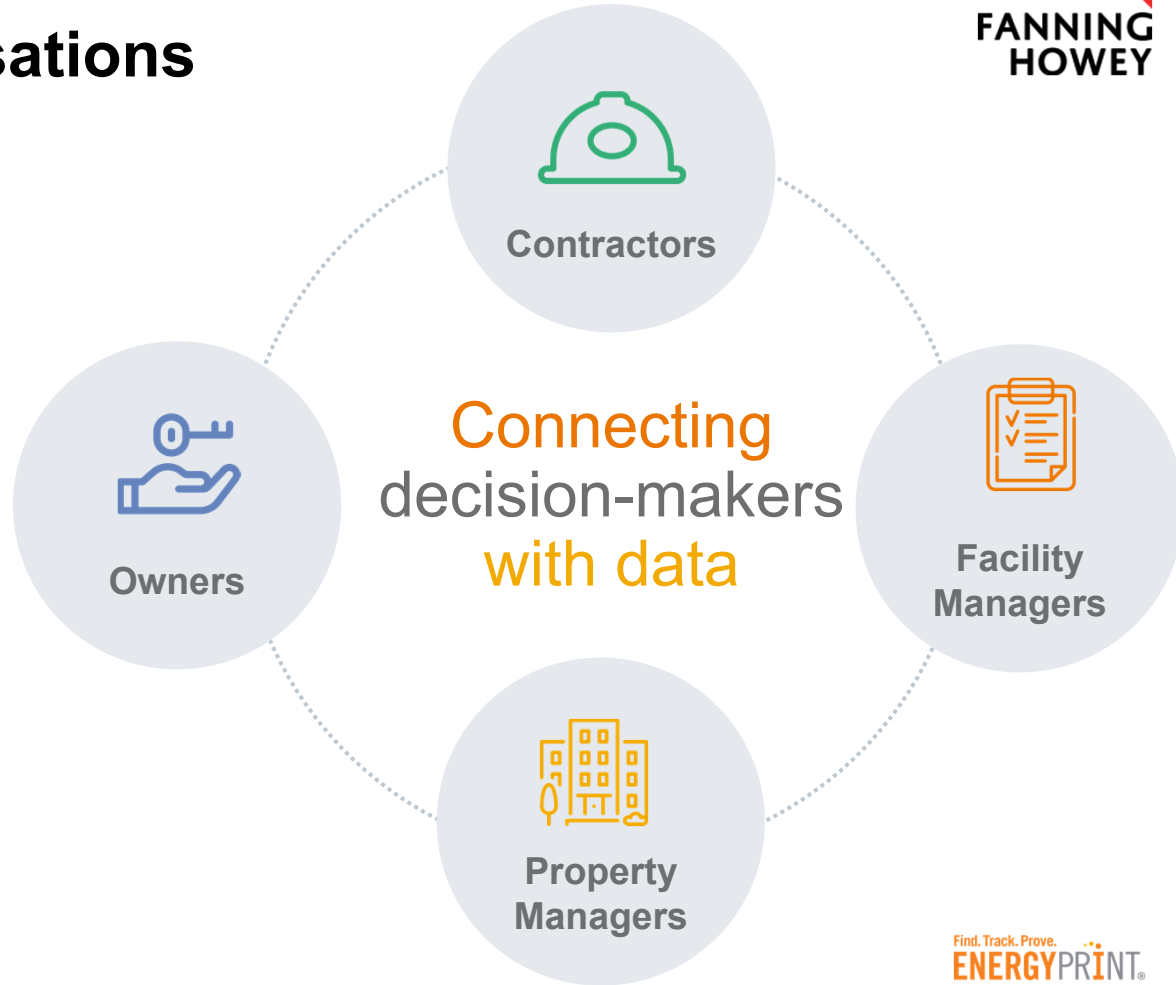 sations
FANNING
HOWEY
Contractors
Connecting
decision-makers
with data
Owners
Facility
Managers
Property
Managers
Find. Track. Prove.
ENERGYPRINT®